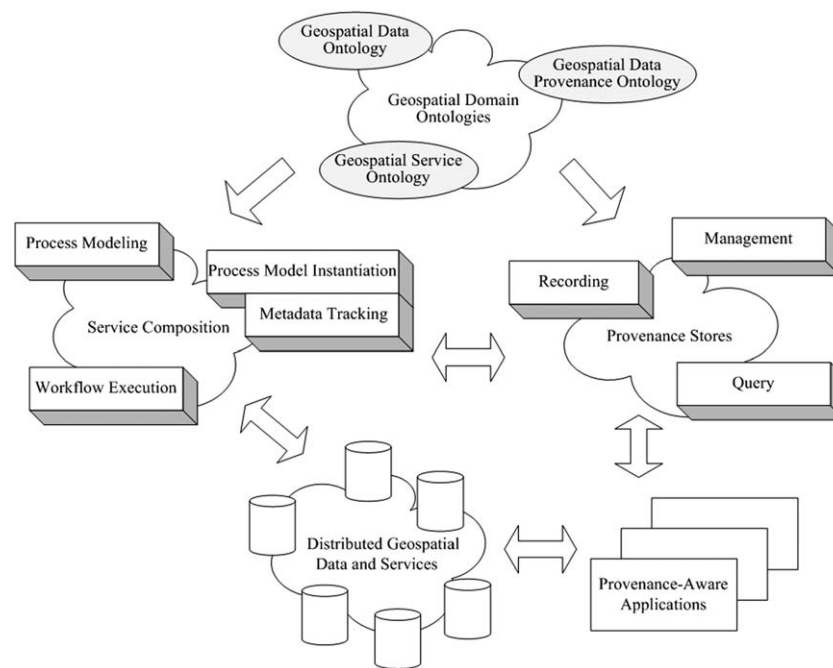 Geospatial Data
Ontology
Geospatial Data
Provenance Ontology
Geospatial Domain
Ontologies
Geospatial Service
Ontology
Process Modeling
Process Model Instantiation
Metadata Tracking
Service Composition
Workflow Execution
Management
Recording
Provenance Stores
Query
Distributed Geospatial
Data and Services
Provenance-Aware
Applications